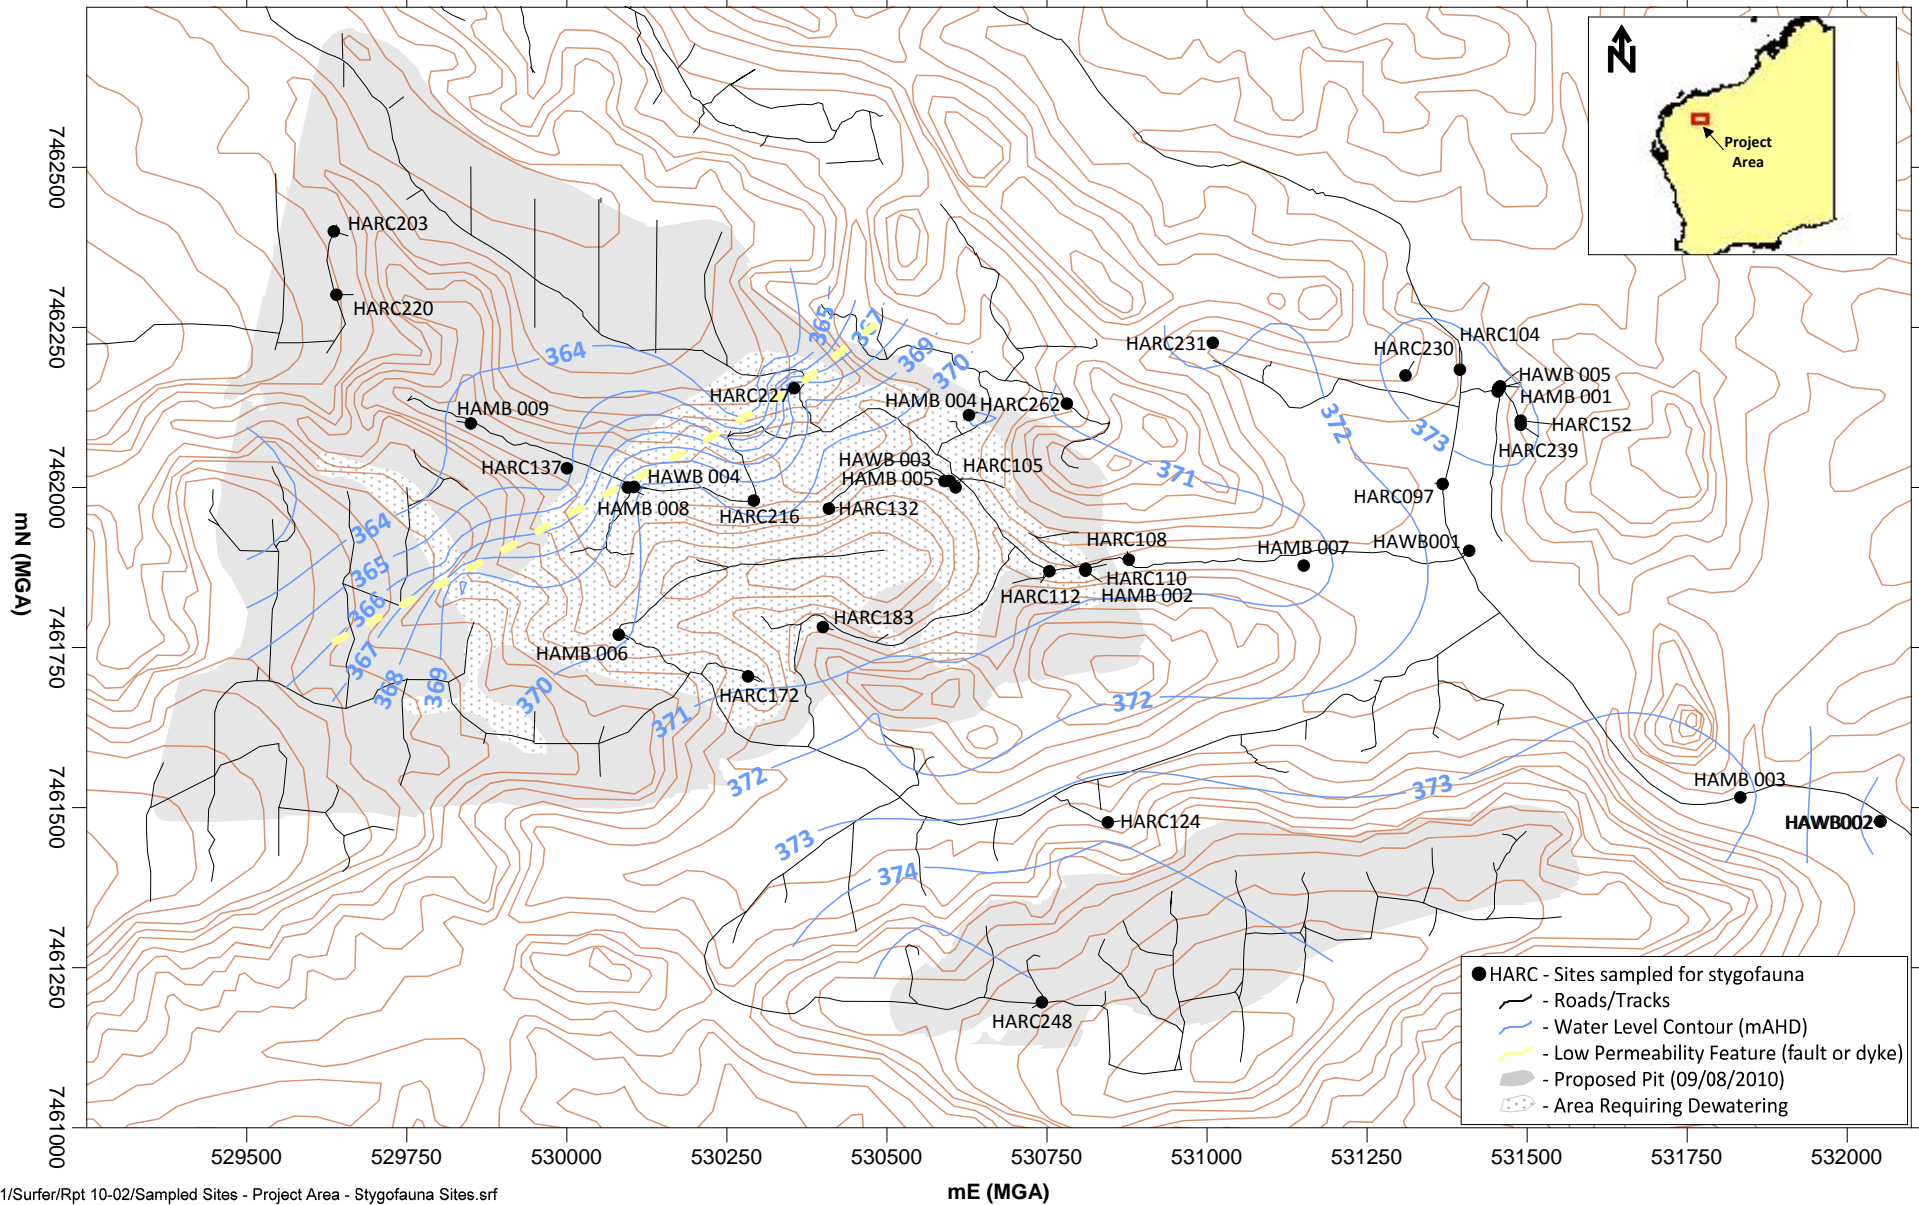 N
Project
Area
7462500
7462250
7462000
7461750
7461500
7461250
7461000
mN (MGA)
HARC203
HARC220
364
365
367
369
370
HARC231
HARC230
HARC104
HAWB 005
HAMB 001
HARC152
HARC239
HARC227
HAMB 004
HARC262
372
373
HAMB 009
HARC137
HAWB 004
HAMB 008
HAWB 003
HAMB 005
HARC105
HARC216
HARC132
371
HARC097
HAWB001
364
365
366
367
368
369
370
371
372
HARC108
HAMB 007
HARC110
HARC112
HAMB 002
HARC183
HAMB 006
HARC172
372
373
HAMB 003
HAWB002
HARC124
373
374
HARC248
HARC - Sites sampled for stygofauna
- Roads/Tracks
- Water Level Contour (mAHD)
- Low Permeability Feature (fault or dyke)
- Proposed Pit (09/08/2010)
- Area Requiring Dewatering
529500 529750 530000 530250 530500 530750 531000 531250 531500 531750 532000
mE (MGA)
1/Surfer/Rpt 10-02/Sampled Sites - Project Area - Stygofauna Sites.srf